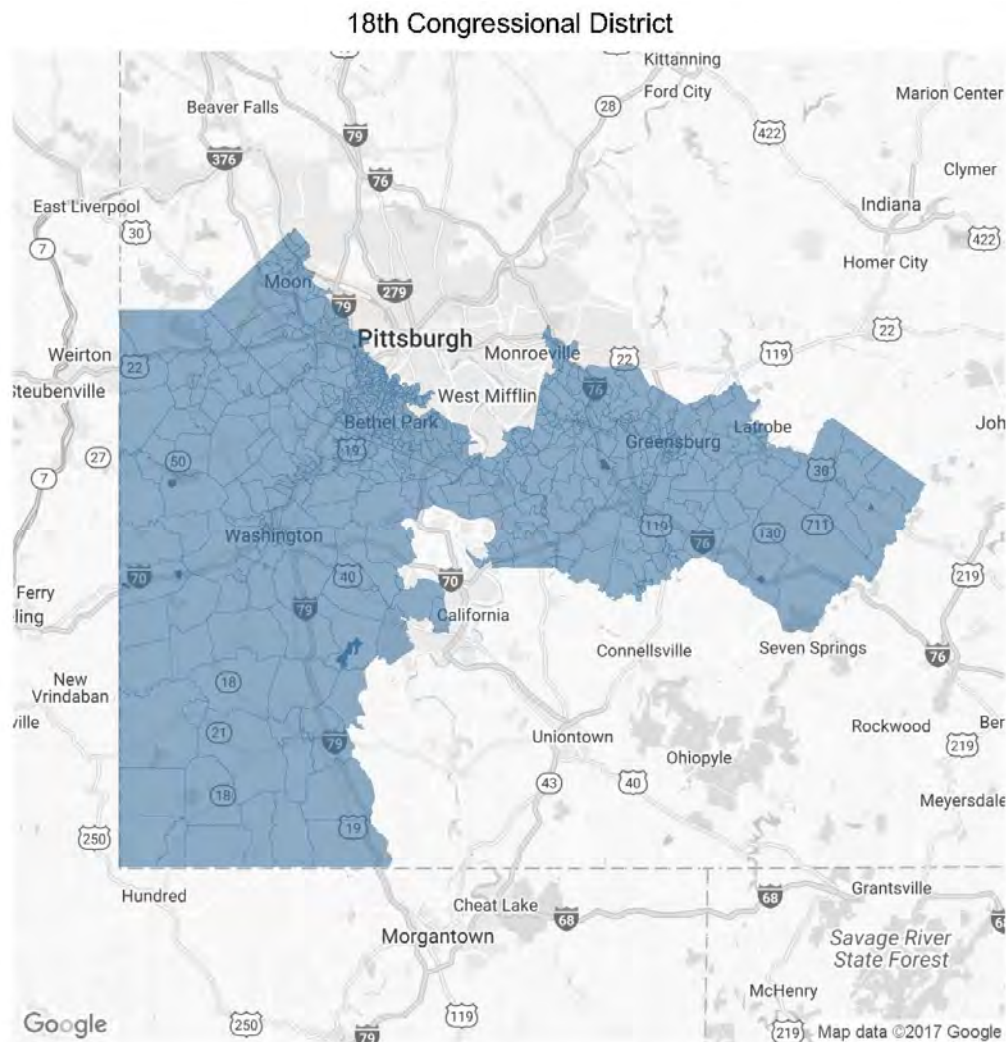 18th Congressional District
Kittanning
Ford City
Marion Center
Beaver Falls
79
28
422
376
76
Clymer
Indiana
East Liverpool
30
7
422
Homer City
Moon
279
79
Pittsburgh
22
Weirton
22
Monroeville
22
119
Steubenville
76
West Mifflin
Bethel Park
Latrobe
Joh
Greensburg
19
27
50
30
7
119
711
130
Washington
76
70
40
70
219
Ferry
eling
79
California
Connellsville
Seven Springs
76
New
Vrindaban
18
ville
21
79
Rockwood
Ber
Uniontown
219
Ohiopyle
43
40
18
Meyersdale
19
250
Hundred
Grantsville
68
Cheat Lake
68
68
Morgantown
Savage River
State Forest
McHenry
119
Google
250
79
219
Map data ©2017 Google